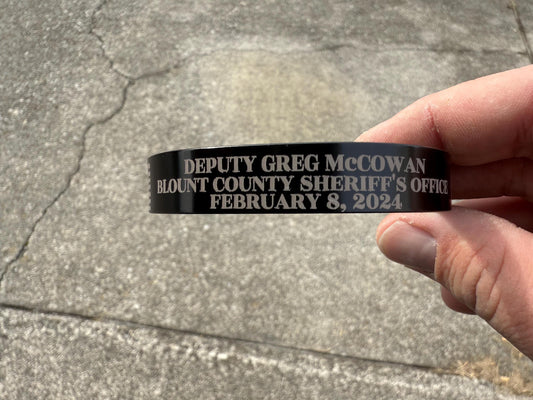 DEPUTY GREG McCOWAN
BLOUNT COUNTY SHERIFF'S OFFICE
FEBRUARY 8, 2024